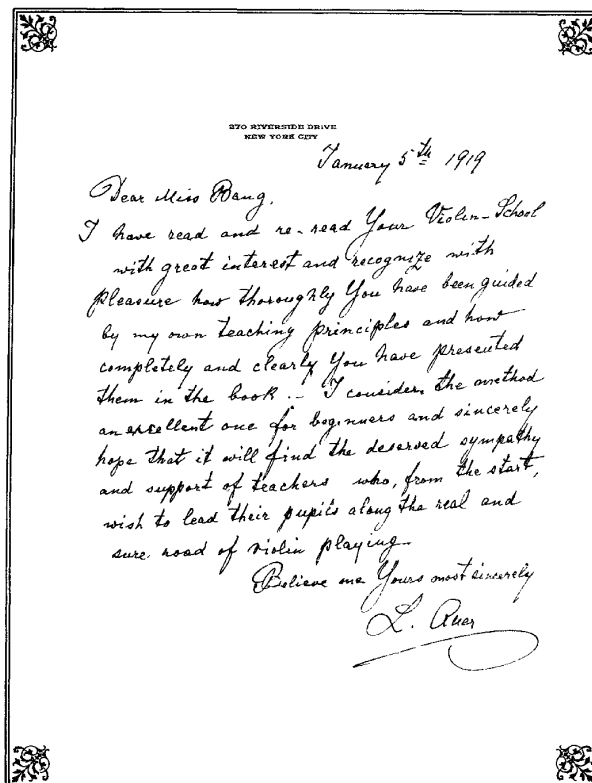 270 RIVERSIDE DRIVE
NEW YORK CITY
January 5th 1919
Dear Miss Bang,
I have read and re-read Your Violin-School
with great interest and recognize with
pleasure how thoroughly You have been guided
by my own teaching principles and how
completely and clearly You have presented
them in the book.- I consider the method
an excellent one for beginners and sincerely
hope that it will find the deserved sympathy
and support of teachers who, from the start,
wish to lead their pupils along the real and
sure road of violin playing.-
Believe me Yours most sincerely
L. Auer